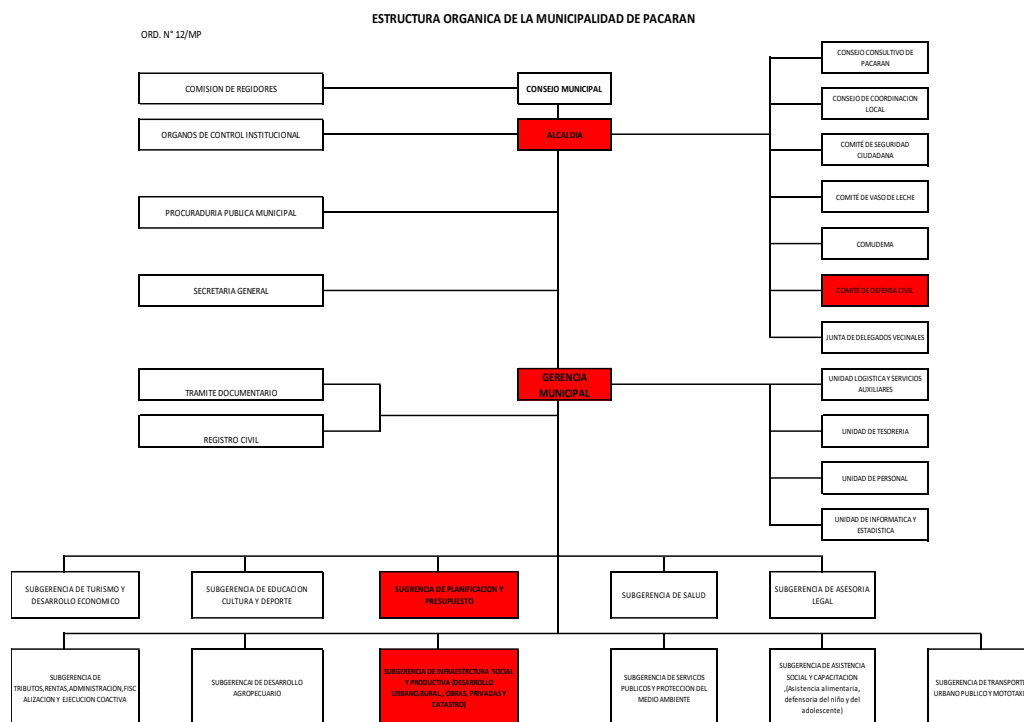 ESTRUCTURA ORGANICA DE LA MUNICIPALIDAD DE PACARAN
ORD. N° 12/MP
CONSEJO CONSULTIVO DE
PACARAN
COMISION DE REGIDORES
CONSEJO MUNICIPAL
CONSEJO DE COORDINACION
LOCAL
ORGANOS DE CONTROL INSTITUCIONAL
ALCALDIA
COMITÉ DE SEGURIDAD
CIUDADANA
COMITÉ DE VASO DE LECHE
PROCURADURIA PUBLICA MUNICIPAL
COMUDEMA
SECRETARIA GENERAL
COMITÉ DE DEFENSA CIVIL
JUNTA DE DELEGADOS VECINALES
TRAMITE DOCUMENTARIO
GERENCIA
MUNICIPAL
UNIDAD LOGISTICA Y SERVICIOS
AUXILIARES
REGISTRO CIVIL
UNIDAD DE TESORERIA
UNIDAD DE PERSONAL
UNIDAD DE INFORMATICA Y
ESTADISTICA
SUBGERENCIA DE TURISMO Y
DESARROLLO ECONOMICO
SUBGERENCIA DE EDUCACION
CULTURA Y DEPORTE
SUGRENCIA DE PLANIFICACION Y
PRESUPUESTO
SUBGERENCIA DE SALUD
SUBGERENCIA DE ASESORIA
LEGAL
SUBGERENCIA DE
TRIBUTOS,RENTAS,ADMINISTRACION,FISC
ALIZACION Y EJECUCION COACTIVA
SUBGERENCAI DE DESARROLLO
AGROPECUARIO
SUBGERENCIA DE INFRAESTRCTURA SOCIAL
Y PRODUCTIVA (DESARROLLO
URBANO,RURAL , OBRAS, PRIVADAS Y
CATASTRO)
SUBGERENCIA DE SERVICOS
PUBLICOS Y PROTECCION DEL
MEDIO AMBIENTE
SUBGERENCIA DE ASISTENCIA
SOCIAL Y CAPACITACION
,(Asistencia alimentaria,
defensoria del niño y del
adolescente)
SUBGERENCIA DE TRANSPORTE
URBANO PUBLICO Y MOTOTAXI